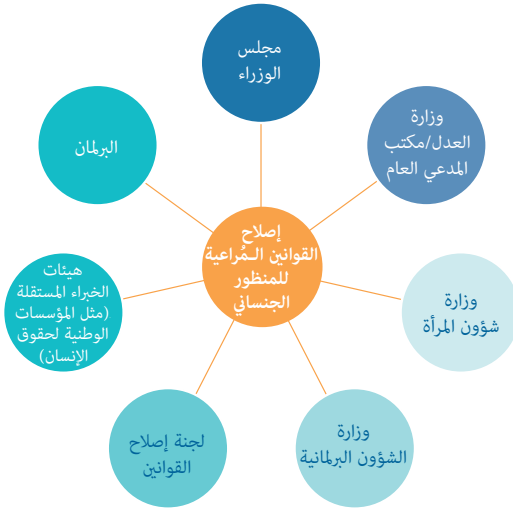 مجلس
الوزراء
وزارة
العدل/مكتب
المدعي العام
وزارة
شؤون المرأة
وزارة
الشؤون البرلمانية
لجنة إصلاح
القوانين
هيئات
الخبراء المستقلة
(مثل المؤسسات
الوطنية لحقوق
الإنسان)
البرلمان
إصلاح
القوانين المُراعية
للمنظور
الجنساني